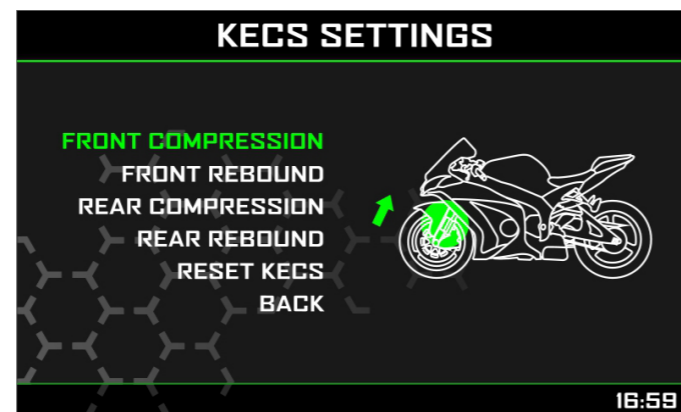 KECS SETTINGS
FRONT COMPRESSION
FRONT REBOUND
REAR COMPRESSION
REAR REBOUND
RESET KECS
BACK
16:59